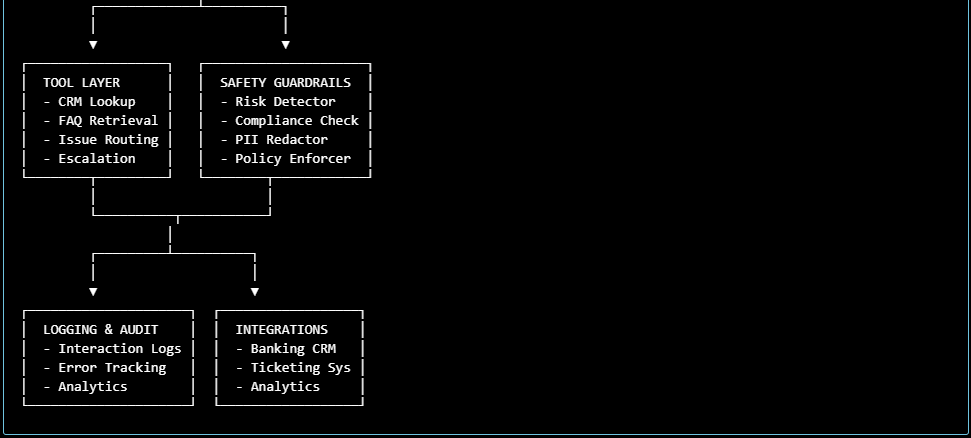 TOOL LAYER
- CRM Lookup
- FAQ Retrieval
- Issue Routing
- Escalation
SAFETY GUARDRAILS
- Risk Detector
- Compliance Check
- PII Redactor
- Policy Enforcer
LOGGING & AUDIT
- Interaction Logs
- Error Tracking
- Analytics
INTEGRATIONS
- Banking CRM
- Ticketing Sys
- Analytics